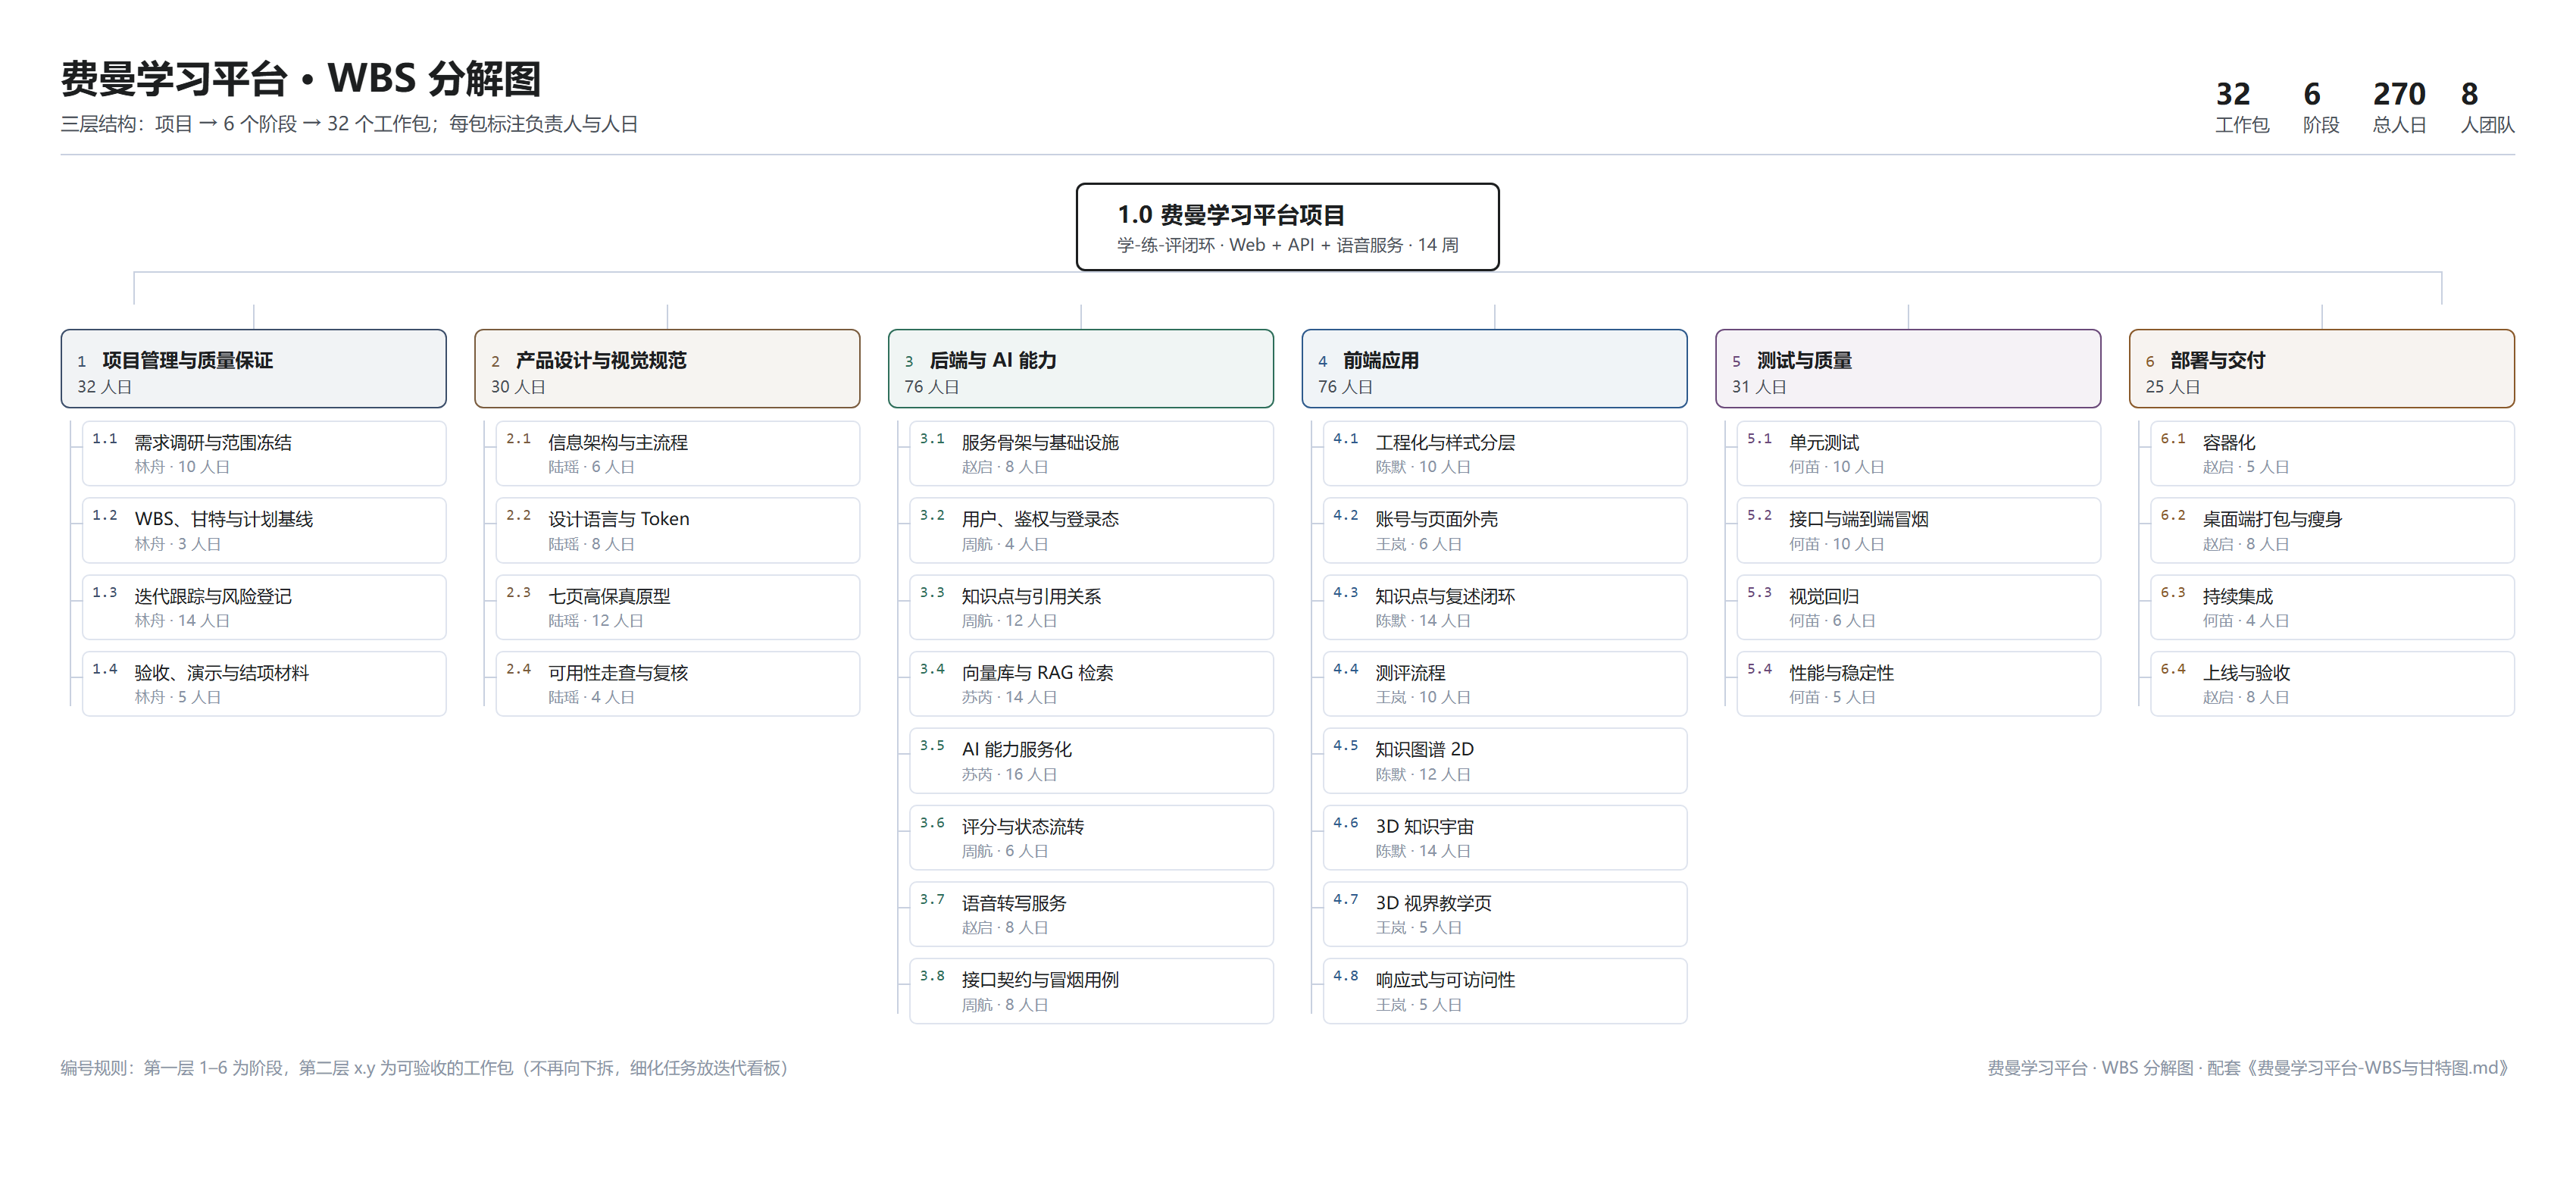 费曼学习平台 • WBS 分解图
三层结构：项目 → 6 个阶段 → 32 个工作包；每包标注负责人与人日
32
工作包
6
阶段
270
总人日
8
人团队
1.0 费曼学习平台项目
学-练-评闭环 · Web + API + 语音服务 · 14 周
1 项目管理与质量保证
32 人日
1.1 需求调研与范围冻结
林舟 · 10 人日
1.2 WBS、甘特与计划基线
林舟 · 3 人日
1.3 迭代跟踪与风险登记
林舟 · 14 人日
1.4 验收、演示与结项材料
林舟 · 5 人日
2 产品设计与视觉规范
30 人日
2.1 信息架构与主流程
陆瑶 · 6 人日
2.2 设计语言与 Token
陆瑶 · 8 人日
2.3 七页高保真原型
陆瑶 · 12 人日
2.4 可用性走查与复核
陆瑶 · 4 人日
3 后端与 AI 能力
76 人日
3.1 服务骨架与基础设施
赵启 · 8 人日
3.2 用户、鉴权与登录态
周航 · 4 人日
3.3 知识点与引用关系
周航 · 12 人日
3.4 向量库与 RAG 检索
苏芮 · 14 人日
3.5 AI 能力服务化
苏芮 · 16 人日
3.6 评分与状态流转
周航 · 6 人日
3.7 语音转写服务
赵启 · 8 人日
3.8 接口契约与冒烟用例
周航 · 8 人日
4 前端应用
76 人日
4.1 工程化与样式分层
陈默 · 10 人日
4.2 账号与页面外壳
王岚 · 6 人日
4.3 知识点与复述闭环
陈默 · 14 人日
4.4 测评流程
王岚 · 10 人日
4.5 知识图谱 2D
陈默 · 12 人日
4.6 3D 知识宇宙
陈默 · 14 人日
4.7 3D 视界教学页
王岚 · 5 人日
4.8 响应式与可访问性
王岚 · 5 人日
5 测试与质量
31 人日
5.1 单元测试
何苗 · 10 人日
5.2 接口与端到端冒烟
何苗 · 10 人日
5.3 视觉回归
何苗 · 6 人日
5.4 性能与稳定性
何苗 · 5 人日
6 部署与交付
25 人日
6.1 容器化
赵启 · 5 人日
6.2 桌面端打包与瘦身
赵启 · 8 人日
6.3 持续集成
何苗 · 4 人日
6.4 上线与验收
赵启 · 8 人日
编号规则：第一层 1–6 为阶段，第二层 x.y 为可验收的工作包（不再向下拆，细化任务放迭代看板）
费曼学习平台 · WBS 分解图 · 配套《费曼学习平台-WBS与甘特图.md》